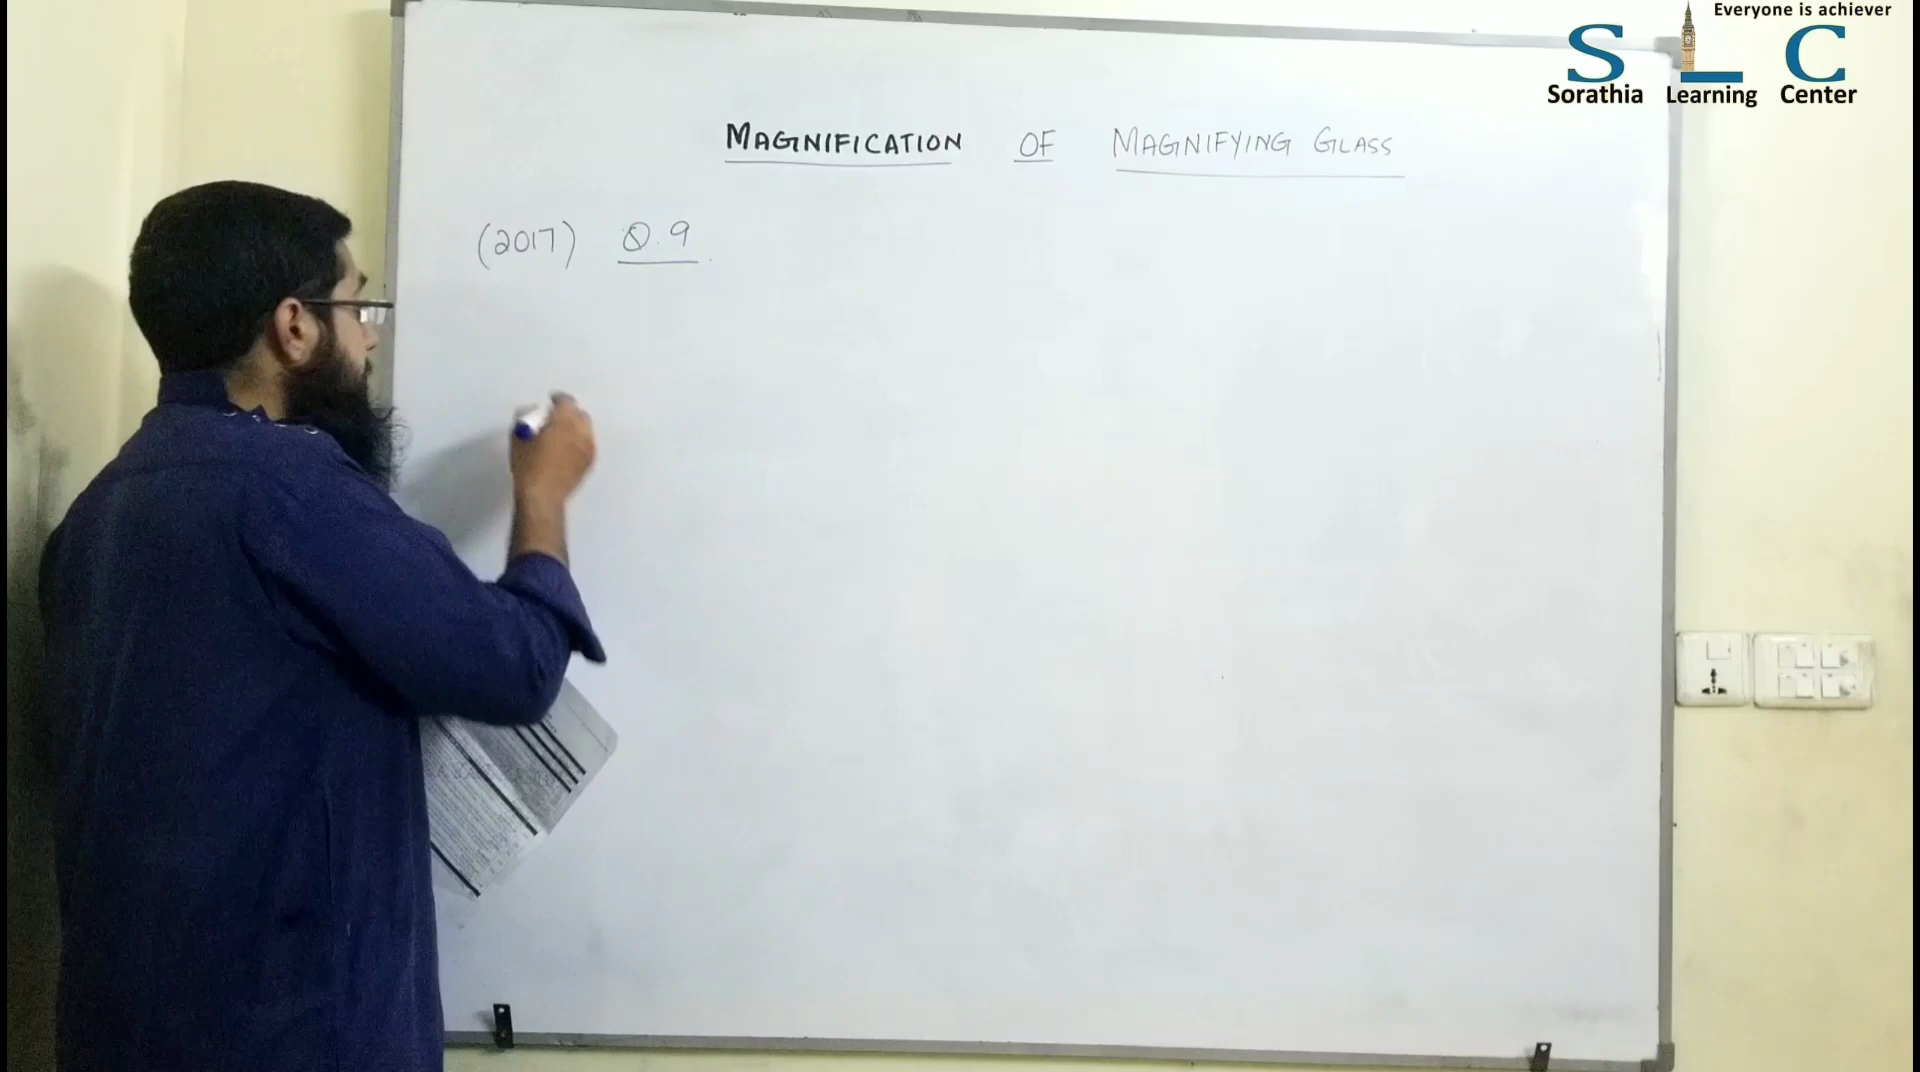 Everyone is achiever
S L C
Sorathia Learning Center
MAGNIFICATION OF MAGNIFYING GLASS
(2017) Q.9